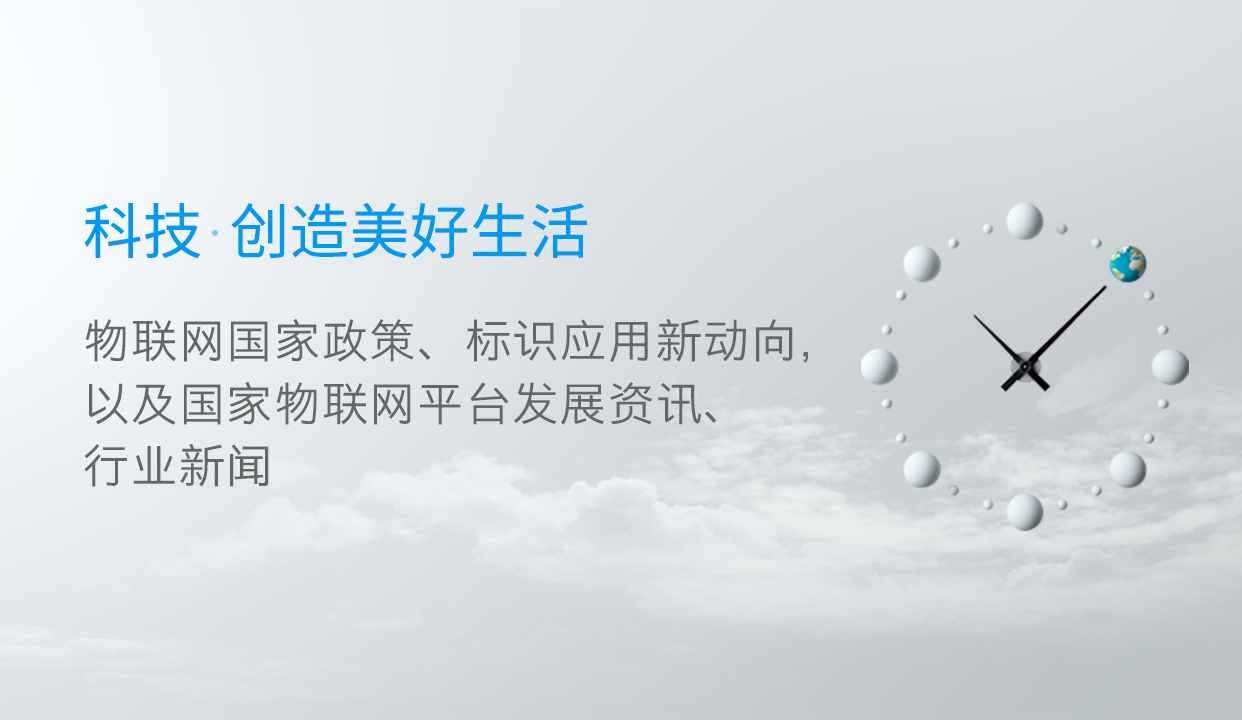 科技·创造美好生活
物联网国家政策、标识应用新动向,
以及国家物联网平台发展资讯、
行业新闻